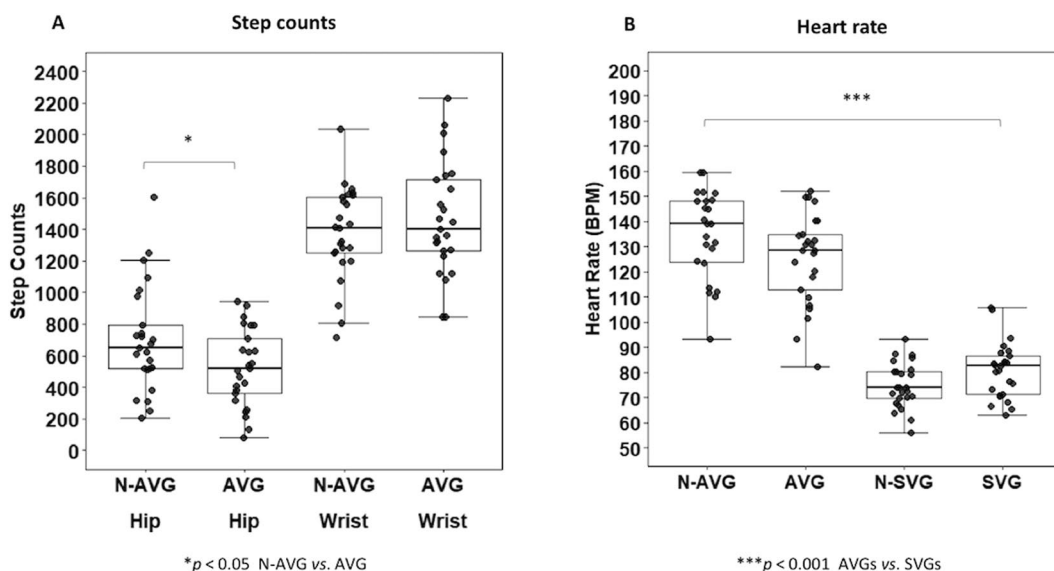 A
Step counts
Step Counts
2400
2200
2000
1800
1600
1400
1200
1000
800
600
400
200
0
*
N-AVG AVG N-AVG AVG
Hip Hip Wrist Wrist
*p < 0.05 N-AVG vs. AVG
B
Heart rate
Heart Rate (BPM)
200
190
180
170
160
150
140
130
120
110
100
90
80
70
60
50
***
N-AVG AVG N-SVG SVG
***p < 0.001 AVGs vs. SVGs